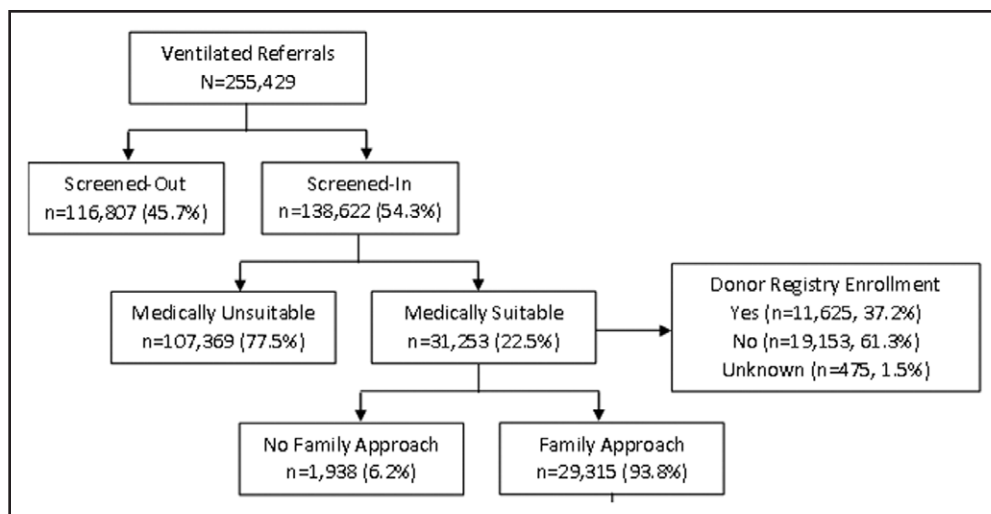 Ventilated Referrals
N=255,429
Screened-Out
n=116,807 (45.7%)
Screened-In
n=138,622 (54.3%)
Medically Unsuitable
n=107,369 (77.5%)
Medically Suitable
n=31,253 (22.5%)
Donor Registry Enrollment
Yes (n=11,625, 37.2%)
No (n=19,153, 61.3%)
Unknown (n=475, 1.5%)
No Family Approach
n=1,938 (6.2%)
Family Approach
n=29,315 (93.8%)